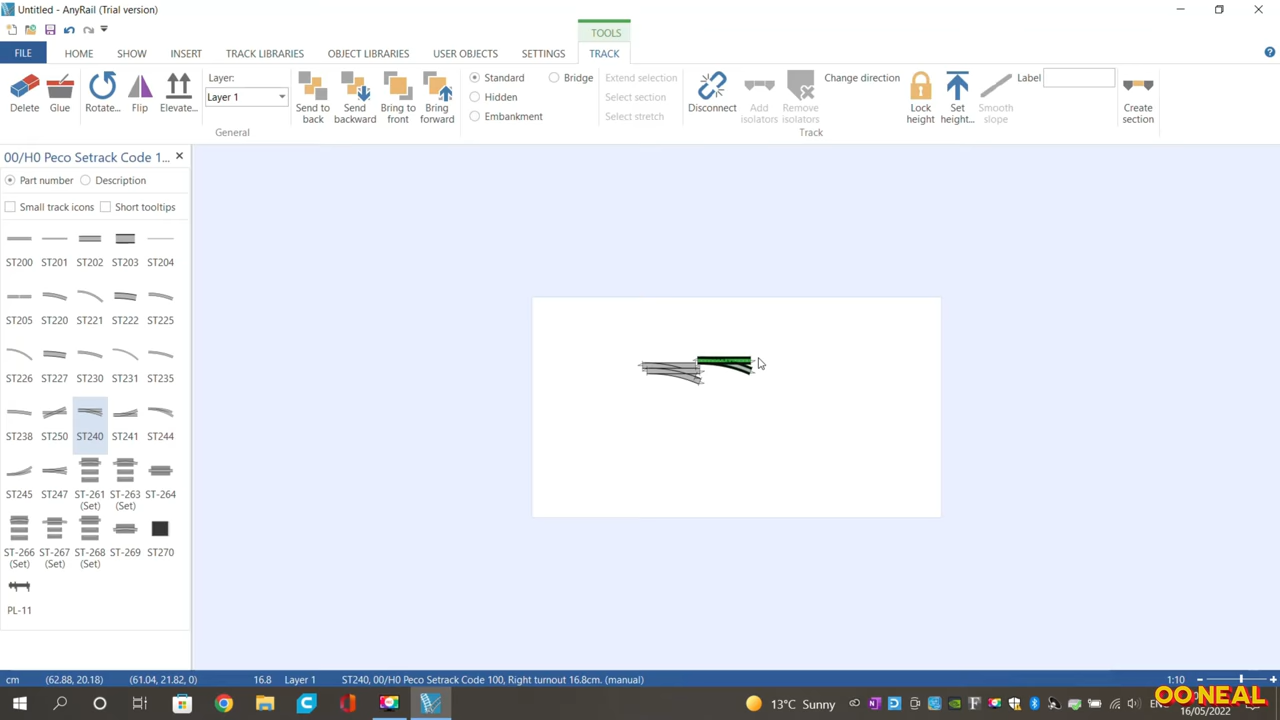 Untitled - AnyRail (Trial version)
TOOLS
FILE HOME SHOW INSERT TRACK LIBRARIES OBJECT LIBRARIES USER OBJECTS SETTINGS TRACK
Delete Glue Rotate... Flip Elevate...
Layer:
Layer 1
General
Send to back
Send backward
Bring to front
Bring forward
Standard
Hidden
Embankment
Bridge
Extend selection
Select section
Select stretch
Disconnect
Add isolators
Remove isolators
Change direction
Lock height
Set height...
Smooth slope
Label
Create section
Track
00/H0 Peco Setrack Code 1...
Part number Description
Small track icons Short tooltips
ST200 ST201 ST202 ST203 ST204
ST205 ST220 ST221 ST222 ST225
ST226 ST227 ST230 ST231 ST235
ST238 ST250 ST240 ST241 ST244
ST245 ST247 ST-261 (Set) ST-263 (Set) ST-264
ST-266 (Set) ST-267 (Set) ST-268 (Set) ST-269 ST270
PL-11
cm (62.88, 20.18) (61.04, 21.82, 0) 16.8 Layer 1 ST240, 00/H0 Peco Setrack Code 100, Right turnout 16.8cm. (manual) 1:10
13°C Sunny
16/05/2022
OO NEAL